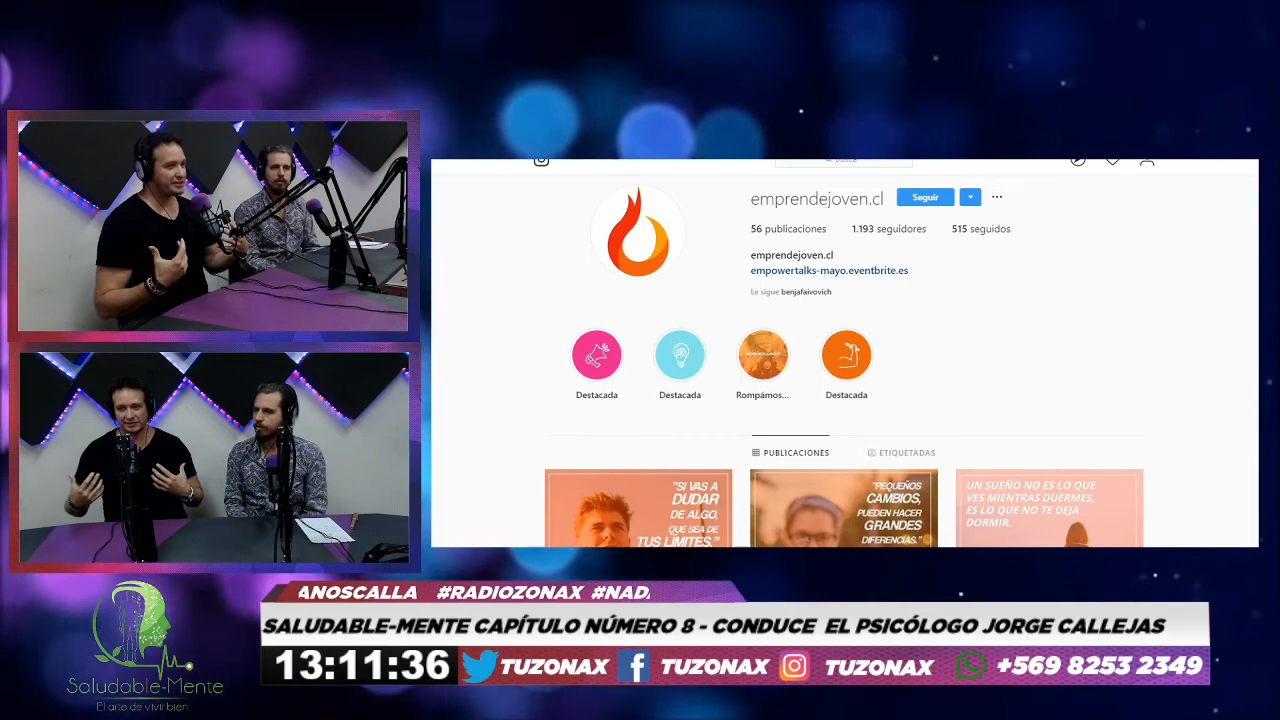 Busca
emprendejoven.cl
Seguir
56 publicaciones
1.193 seguidores
515 seguidos
emprendejoven.cl
empowertalks-mayo.eventbrite.es
Le sigue benjafaivovich
Destacada
Destacada
Rompámos...
Destacada
PUBLICACIONES
ETIQUETADAS
"SI VAS A
DUDAR
DE ALGO,
QUE SEA DE
TUS LÍMITES."
"PEQUEÑOS
CAMBIOS,
PUEDEN HACER
GRANDES
DIFERENCIAS."
UN SUEÑO NO ES LO QUE
VES MIENTRAS DUERMES,
ES LO QUE NO TE DEJA
DORMIR.
ANOSCALLA #RADIOZONAX #NAD
SALUDABLE-MENTE CAPÍTULO NÚMERO 8 - CONDUCE EL PSICÓLOGO JORGE CALLEJAS
13:11:36
TUZONAX
TUZONAX
TUZONAX
+569 8253 2349
Saludable-Mente
El arte de vivir bien